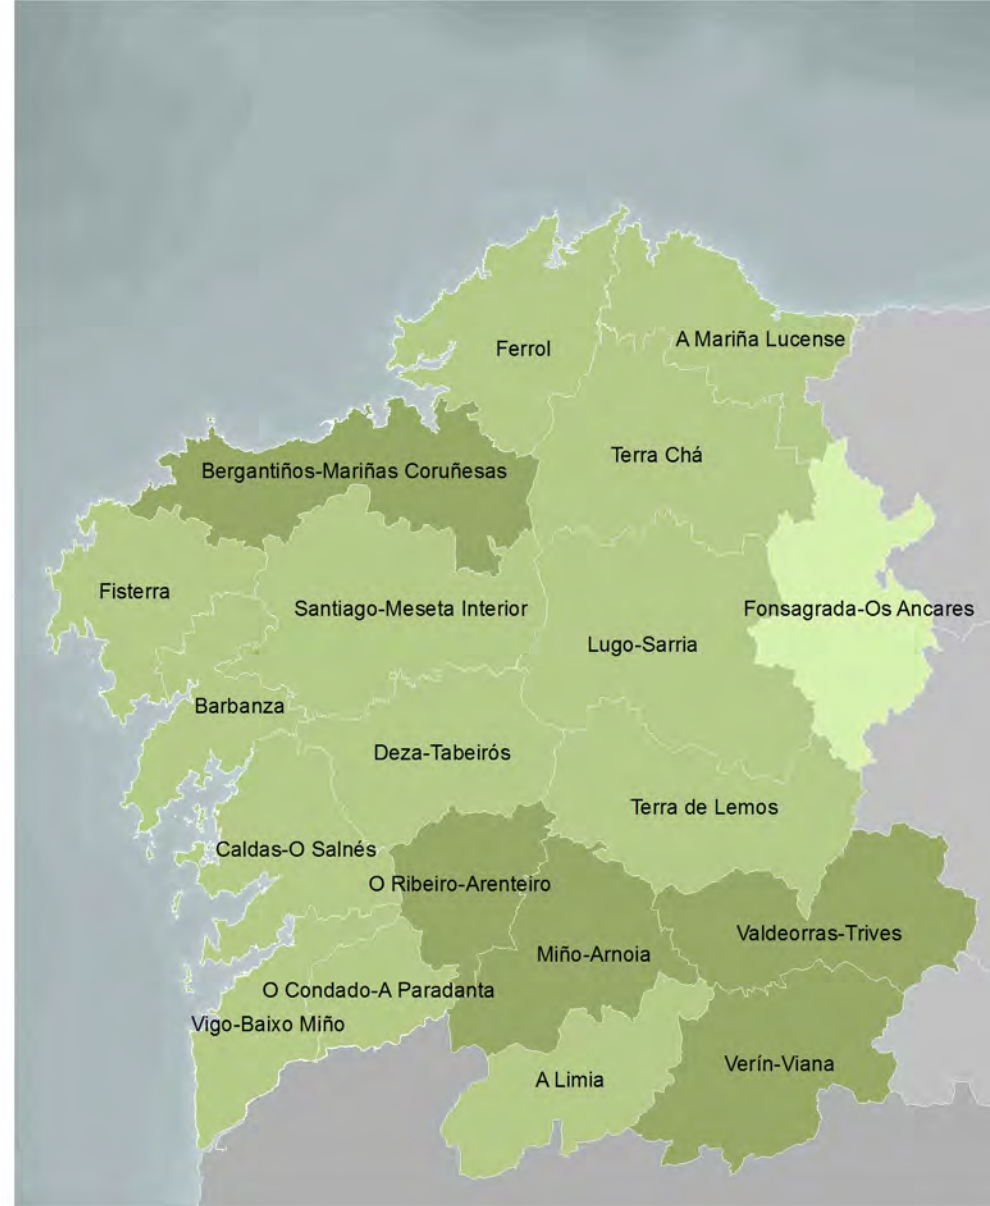 A Mariña Lucense
Ferrol
Terra Chá
Bergantiños-Mariñas Coruñesas
Fisterra
Santiago-Meseta Interior
Fonsagrada-Os Ancares
Lugo-Sarria
Barbanza
Deza-Tabeirós
Terra de Lemos
Caldas-O Salnés
O Ribeiro-Arenteiro
Valdeorras-Trives
Miño-Arnoia
O Condado-A Paradanta
Vigo-Baixo Miño
Verín-Viana
A Limia